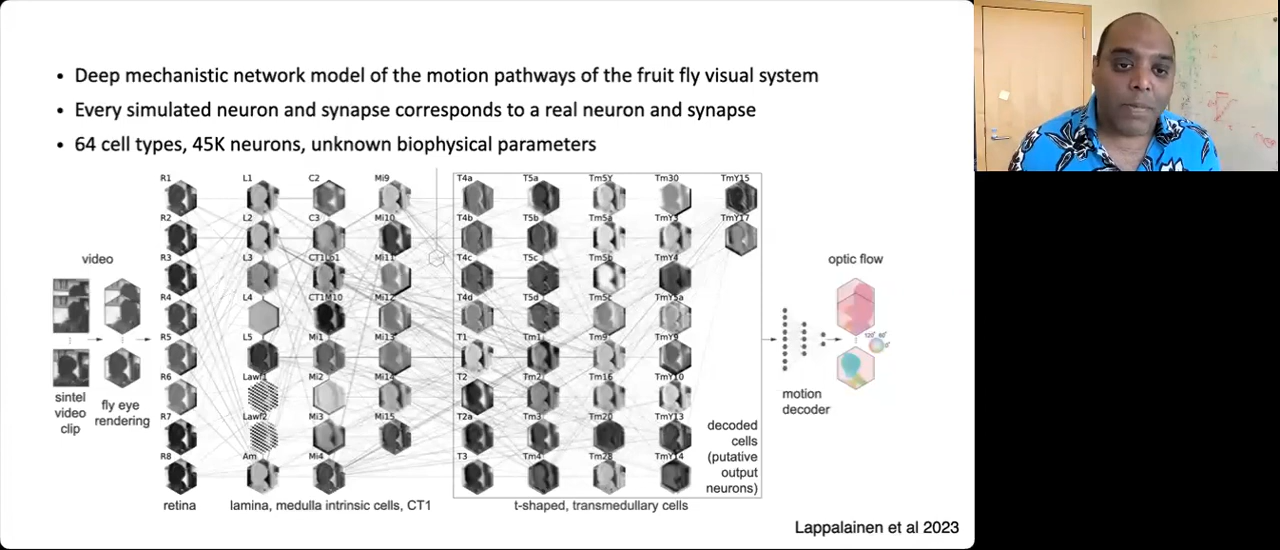 • Deep mechanistic network model of the motion pathways of the fruit fly visual system
• Every simulated neuron and synapse corresponds to a real neuron and synapse
• 64 cell types, 45K neurons, unknown biophysical parameters
R1 L1 C2 Mi9 T4a T5a Tm5Y Tm30 TmY15
R2 L2 C3 Mi10 T4b T5b Tm5a TmY3 TmY17
R3 L3 CT1Lo1 Mi11 T4c T5c Tm5b TmY4
R4 L4 CT1M10 Mi12 T4d T5d Tm5c TmY5a
R5 L5 Mi1 Mi13 T1 Tm1 Tm9 TmY9
R6 Lawf1 Mi2 Mi14 T2 Tm2 Tm16 TmY10
R7 Lawf2 Mi3 Mi15 T2a Tm3 Tm20 TmY13
R8 Am Mi4 T3 Tm4 Tm28 TmY14
video
sintel
video
clip
fly eye
rendering
retina
lamina, medulla intrinsic cells, CT1
t-shaped, transmedullary cells
decoded
cells
(putative
output
neurons)
motion
decoder
optic flow
120° 60°
Lappalainen et al 2023